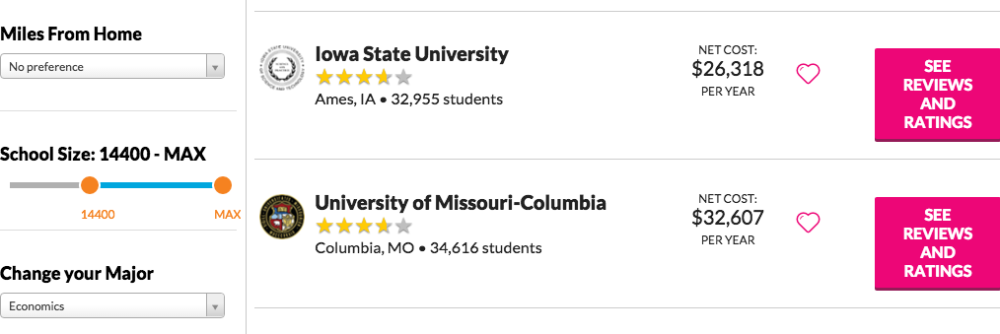 Miles From Home
No preference
School Size: 14400 - MAX
14400
MAX
Change your Major
Economics
Iowa State University
Ames, IA • 32,955 students
NET COST:
$26,318
PER YEAR
SEE
REVIEWS
AND
RATINGS
University of Missouri-Columbia
Columbia, MO • 34,616 students
NET COST:
$32,607
PER YEAR
SEE
REVIEWS
AND
RATINGS